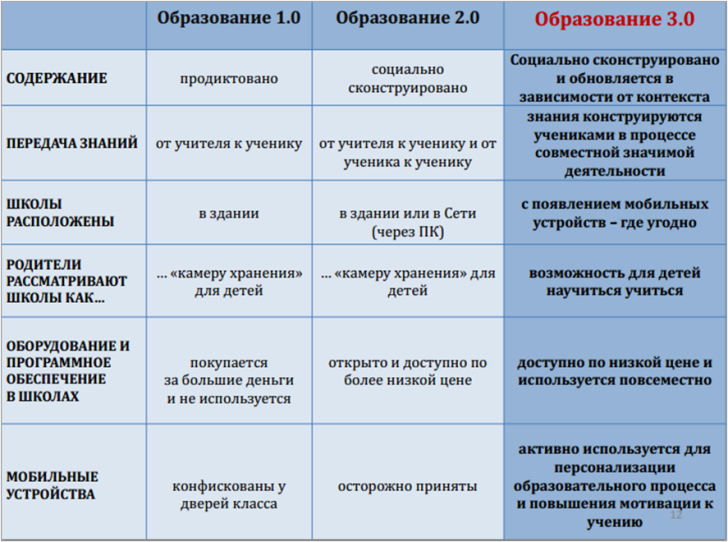 Образование 1.0
Образование 2.0
Образование 3.0
СОДЕРЖАНИЕ
продиктовано
социально
сконструировано
Социально сконструировано
и обновляется в
зависимости от контекста
ПЕРЕДАЧА ЗНАНИЙ
от учителя к ученику
от учителя к ученику и от
ученика к ученику
знания конструируются
учениками в процессе
совместной значимой
деятельности
ШКОЛЫ
РАСПОЛОЖЕНЫ
в здании
в здании или в Сети
(через ПК)
с появлением мобильных
устройств – где угодно
РОДИТЕЛИ
РАССМАТРИВАЮТ
ШКОЛЫ КАК...
... «камеру хранения»
для детей
... «камеру хранения» для
детей
возможность для детей
научиться учиться
ОБОРУДОВАНИЕ И
ПРОГРАММНОЕ
ОБЕСПЕЧЕНИЕ
В ШКОЛАХ
покупается
за большие деньги
и не используется
открыто и доступно по
более низкой цене
доступно по низкой цене и
используется повсеместно
МОБИЛЬНЫЕ
УСТРОЙСТВА
конфискованы у
дверей класса
осторожно приняты
активно используется для
персонализации
образовательного процесса
и повышения мотивации к
учению
12